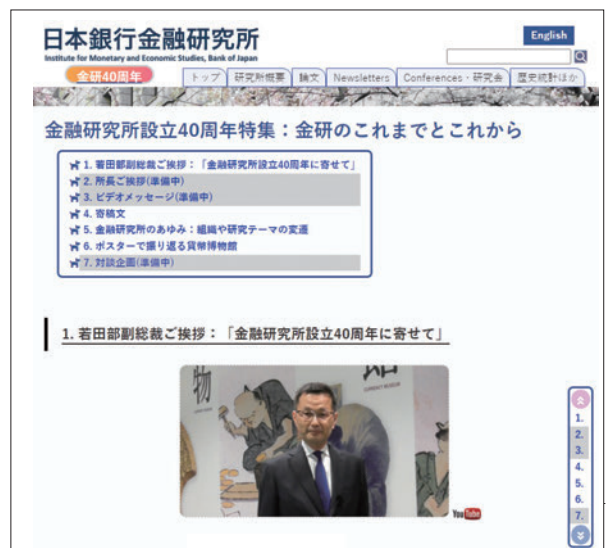 日本銀行金融研究所
Institute for Monetary and Economic Studies, Bank of Japan
English
金研40周年
トップ 研究所概要 論文 Newsletters Conferences・研究会 歴史統計ほか
金融研究所設立40周年特集：金研のこれまでとこれから
1. 若田部副総裁ご挨拶：「金融研究所設立40周年に寄せて」
2. 所長ご挨拶(準備中)
3. ビデオメッセージ(準備中)
4. 寄稿文
5. 金融研究所のあゆみ：組織や研究テーマの変遷
6. ポスターで振り返る貨幣博物館
7. 対談企画(準備中)
1. 若田部副総裁ご挨拶：「金融研究所設立40周年に寄せて」
物
YouTube
1.
2.
3.
4.
5.
6.
7.